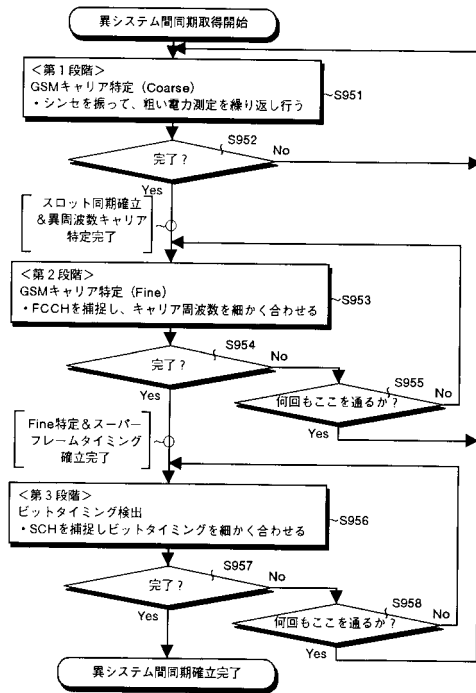 異システム間同期取得開始
<第1段階>
GSMキャリア特定 (Coarse)
・シンセを振って、粗い電力測定を繰り返し行う
S951
S952
完了?
No
Yes
スロット同期確立
&異周波数キャリア
特定完了
<第2段階>
GSMキャリア特定 (Fine)
・FCCHを捕捉し、キャリア周波数を細かく合わせる
S953
S954
完了?
No
Yes
S955
何回もここを通るか?
No
Yes
Fine特定&スーパー
フレームタイミング
確立完了
<第3段階>
ビットタイミング検出
・SCHを捕捉しビットタイミングを細かく合わせる
S956
S957
完了?
No
Yes
S958
何回もここを通るか?
No
Yes
異システム間同期確立完了